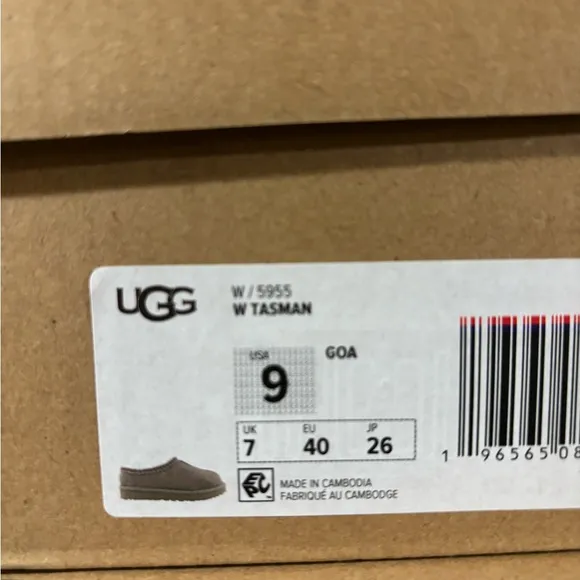 UGG
W / 5955
W TASMAN
USA
9
GOA
UK EU JP
7 40 26
MADE IN CAMBODIA
FABRIQUÉ AU CAMBODGE
1 96565 08